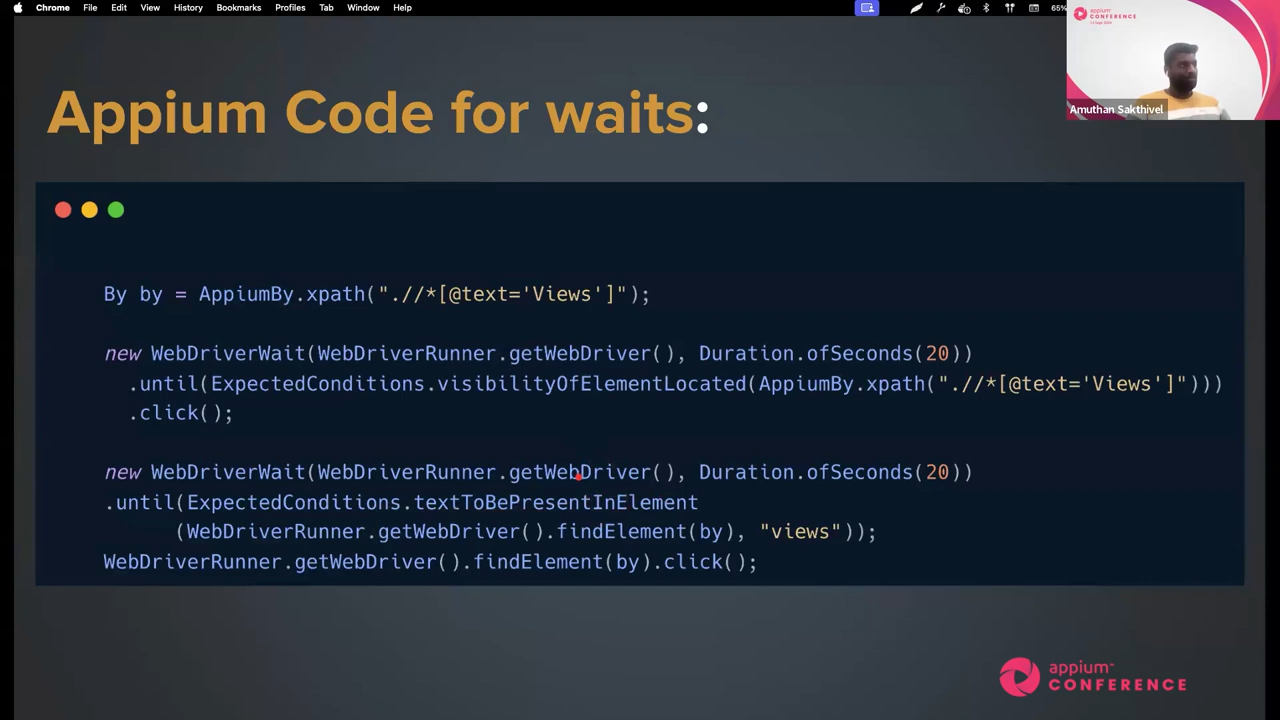 Chrome File Edit View History Bookmarks Profiles Tab Window Help 65%
appium
CONFERENCE
Amuthan Sakthivel
Appium Code for waits:
By by = AppiumBy.xpath(".//*[@text='Views']");
new WebDriverWait(WebDriverRunner.getWebDriver(), Duration.ofSeconds(20))
.until(ExpectedConditions.visibilityOfElementLocated(AppiumBy.xpath(".//*[@text='Views']")))
.click();
new WebDriverWait(WebDriverRunner.getWebDriver(), Duration.ofSeconds(20))
.until(ExpectedConditions.textToBePresentInElement
(WebDriverRunner.getWebDriver().findElement(by), "views"));
WebDriverRunner.getWebDriver().findElement(by).click();
appium
CONFERENCE